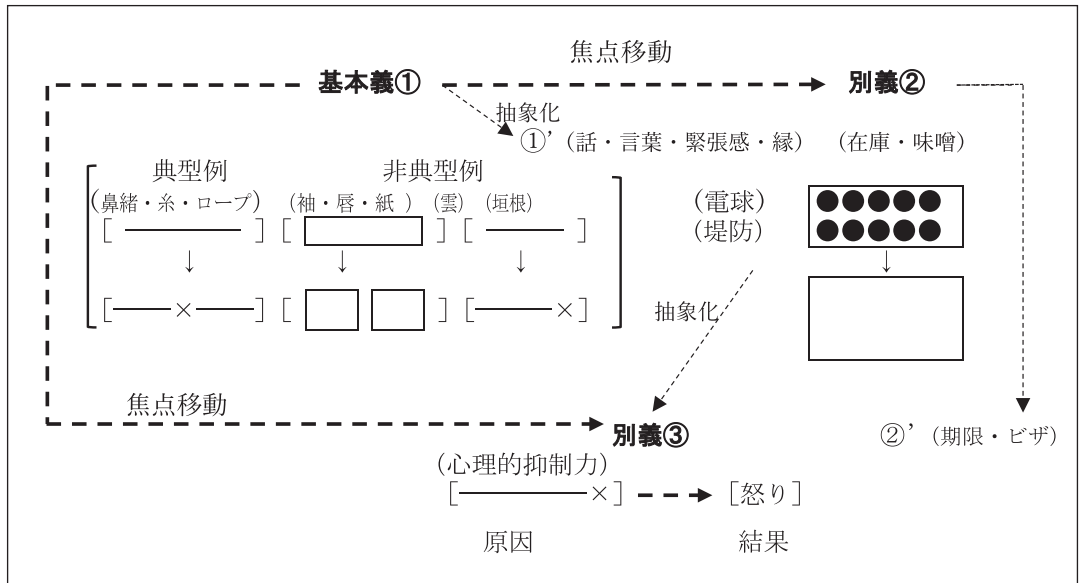 焦点移動
基本義① 別義②
抽象化
①’（話・言葉・緊張感・縁） （在庫・味噌）
典型例 非典型例
（鼻緒・糸・ロープ） （袖・唇・紙 ） （雲） （垣根）
（電球）
（堤防）
[ ] [ ] [ ]
↓ ↓ ↓ ↓
[ × ] [ ] [ ×]
抽象化
焦点移動
別義③ ②’（期限・ビザ）
（心理的抑制力）
[ ×] [怒り]
原因 結果